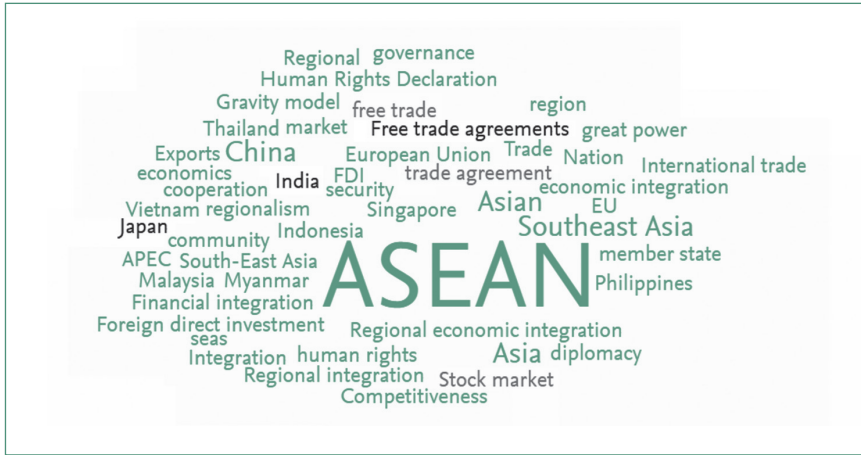 Regional governance
Human Rights Declaration
Gravity model free trade region
Thailand market Free trade agreements great power
Exports China European Union Trade Nation International trade
economics FDI trade agreement
cooperation India security economic integration
Vietnam regionalism Singapore Asian EU
Japan Indonesia Southeast Asia
community
APEC South-East Asia ASEAN member state
Malaysia Myanmar Philippines
Financial integration
Foreign direct investment Regional economic integration
seas
Integration human rights Asia diplomacy
Regional integration Stock market
Competitiveness